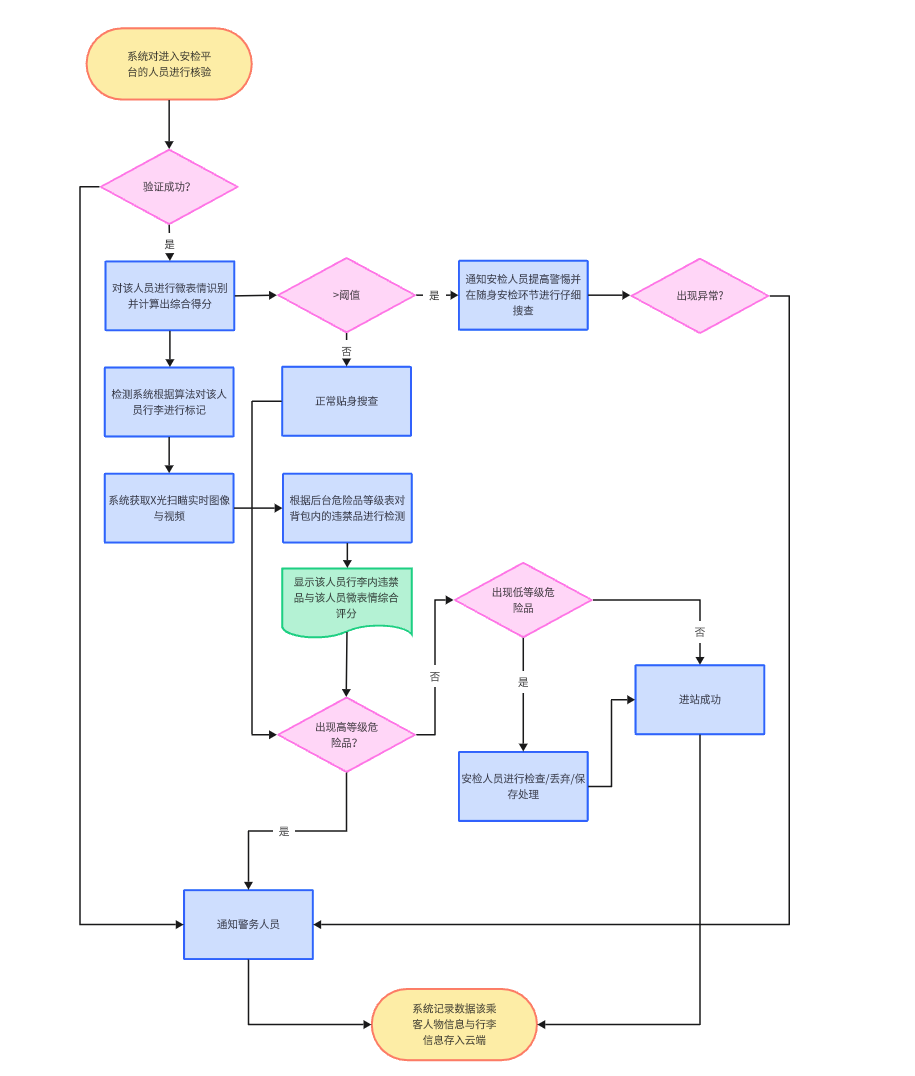 系统对进入安检平
台的人员进行核验
验证成功?
是
对该人员进行微表情识别
并计算出综合得分
>阈值
是
通知安检人员提高警惕并
在随身安检环节进行仔细
搜查
出现异常?
否
检测系统根据算法对该人
员行李进行标记
正常贴身搜查
系统获取X光扫瞄实时图像
与视频
根据后台危险品等级表对
背包内的违禁品进行检测
显示该人员行李内违禁
品与该人员微表情综合
评分
出现低等级危
险品
否
否
是
进站成功
出现高等级危
险品?
安检人员进行检查/丢弃/保
存处理
是
通知警务人员
系统记录数据该乘
客人物信息与行李
信息存入云端